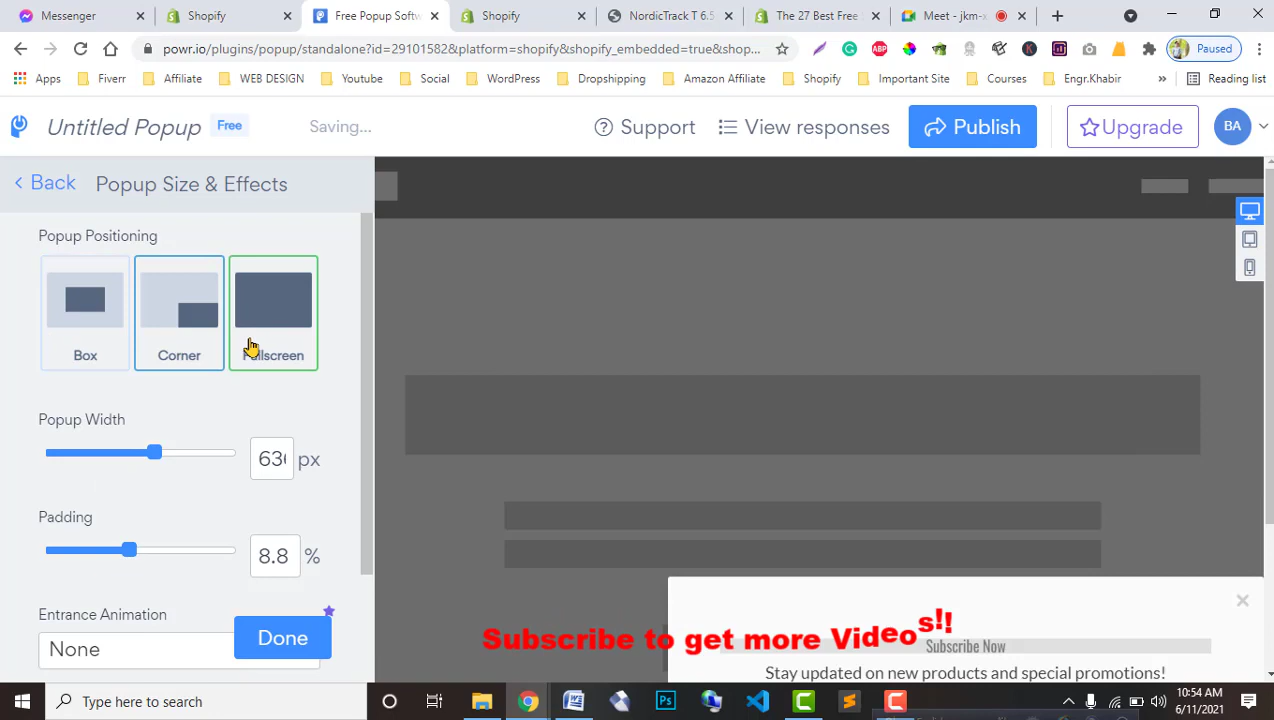 Messenger
Shopify
Free Popup Softw
Shopify
NordicTrack T 6.5
The 27 Best Free
Meet - jkm-x
powr.io/plugins/popup/standalone?id=29101582&platform=shopify&shopify_embedded=true&shop...
ABP
Paused
Apps
Fiverr
Affiliate
WEB DESIGN
Youtube
Social
WordPress
Dropshipping
Amazon Affiliate
Shopify
Important Site
Courses
Engr.Khabir
»
Reading list
Untitled Popup
Free
Saving...
Support
View responses
Publish
Upgrade
BA
Back
Popup Size & Effects
Popup Positioning
Box
Corner
Fullscreen
Popup Width
px
Padding
8.8 %
Entrance Animation
None
Done
Subscribe to get more Videos!!
Subscribe Now
Stay updated on new products and special promotions!
Type here to search
10:54 AM
6/11/2021